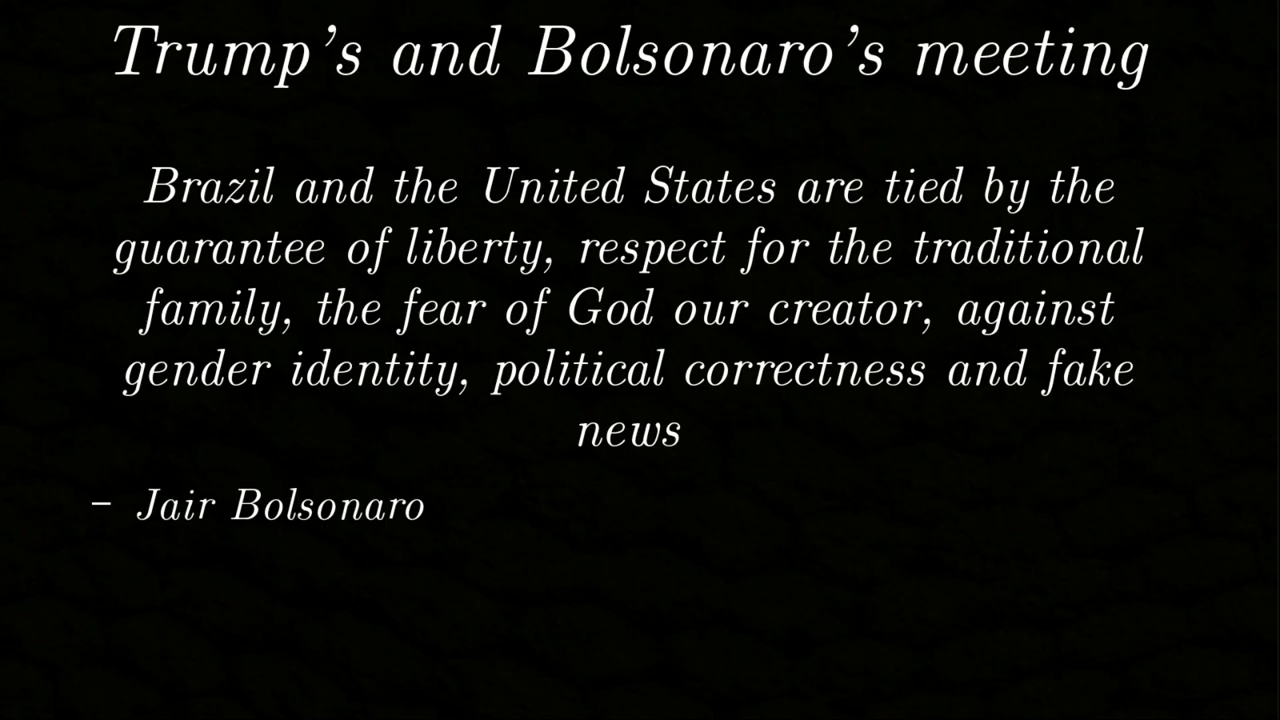 Trump's and Bolsonaro's meeting
Brazil and the United States are tied by the
guarantee of liberty, respect for the traditional
family, the fear of God our creator, against
gender identity, political correctness and fake
news
– Jair Bolsonaro